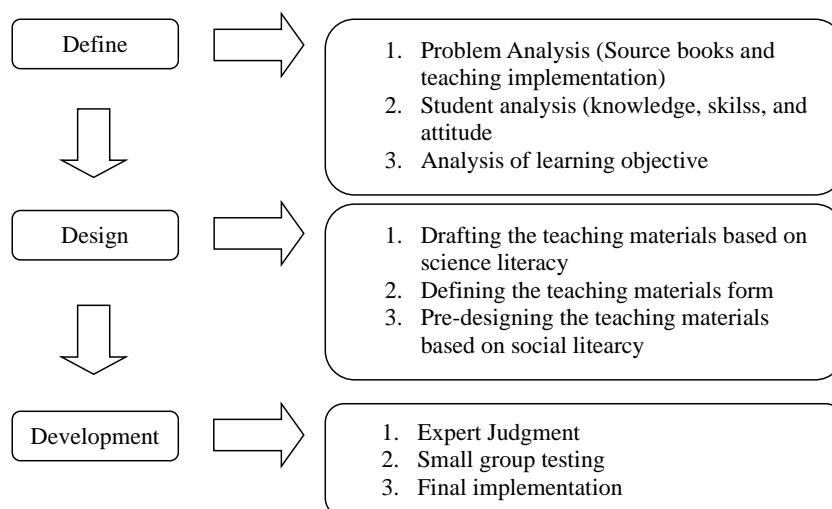 Define
1. Problem Analysis (Source books and
teaching implementation)
2. Student analysis (knowledge, skilss, and
attitude
3. Analysis of learning objective
Design
1. Drafting the teaching materials based on
science literacy
2. Defining the teaching materials form
3. Pre-designing the teaching materials
based on social litearcy
Development
1. Expert Judgment
2. Small group testing
3. Final implementation